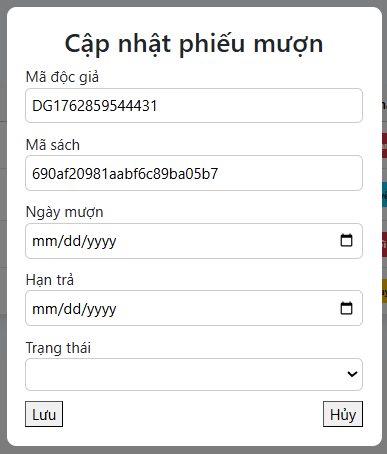 Cập nhật phiếu mượn
Mã độc giả
DG1762859544431
Mã sách
690af20981aabf6c89ba05b7
Ngày mượn
mm/dd/yyyy
Hạn trả
mm/dd/yyyy
Trạng thái
Lưu
Hủy